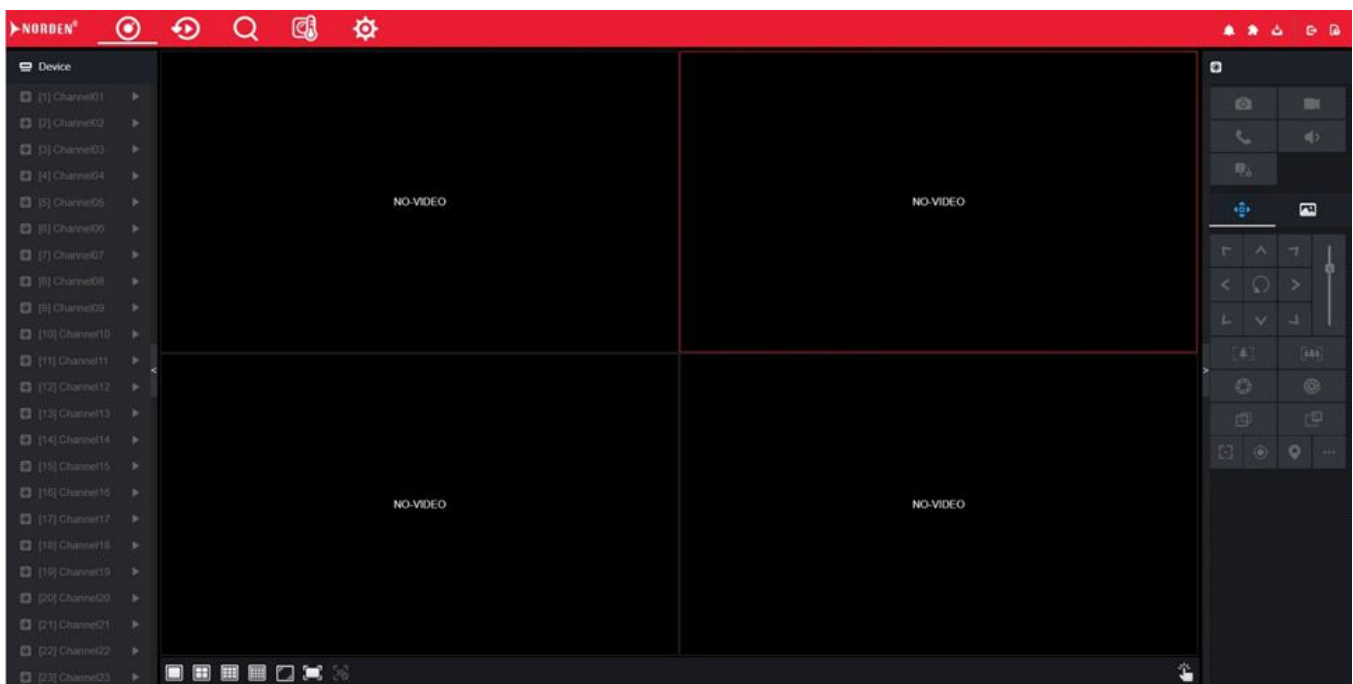 NORDEN®
Device
[1] Channel01
[2] Channel02
[3] Channel03
[4] Channel04
[5] Channel05
[6] Channel06
[7] Channel07
[8] Channel08
[9] Channel09
[10] Channel10
[11] Channel11
[12] Channel12
[13] Channel13
[14] Channel14
[15] Channel15
[16] Channel16
[17] Channel17
[18] Channel18
[19] Channel19
[20] Channel20
[21] Channel21
[22] Channel22
[23] Channel23
NO-VIDEO
NO-VIDEO
NO-VIDEO
NO-VIDEO